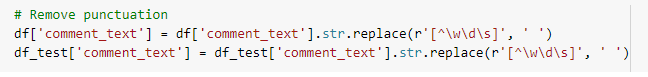 # Remove punctuation
df['comment_text'] = df['comment_text'].str.replace(r'[^\w\d\s]', ' ')
df_test['comment_text'] = df_test['comment_text'].str.replace(r'[^\w\d\s]', ' ')